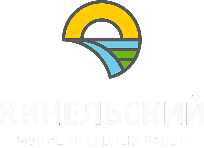 КИНЕЛЬСКИЙ
МУНИЦИПАЛЬНЫЙ РАЙОН